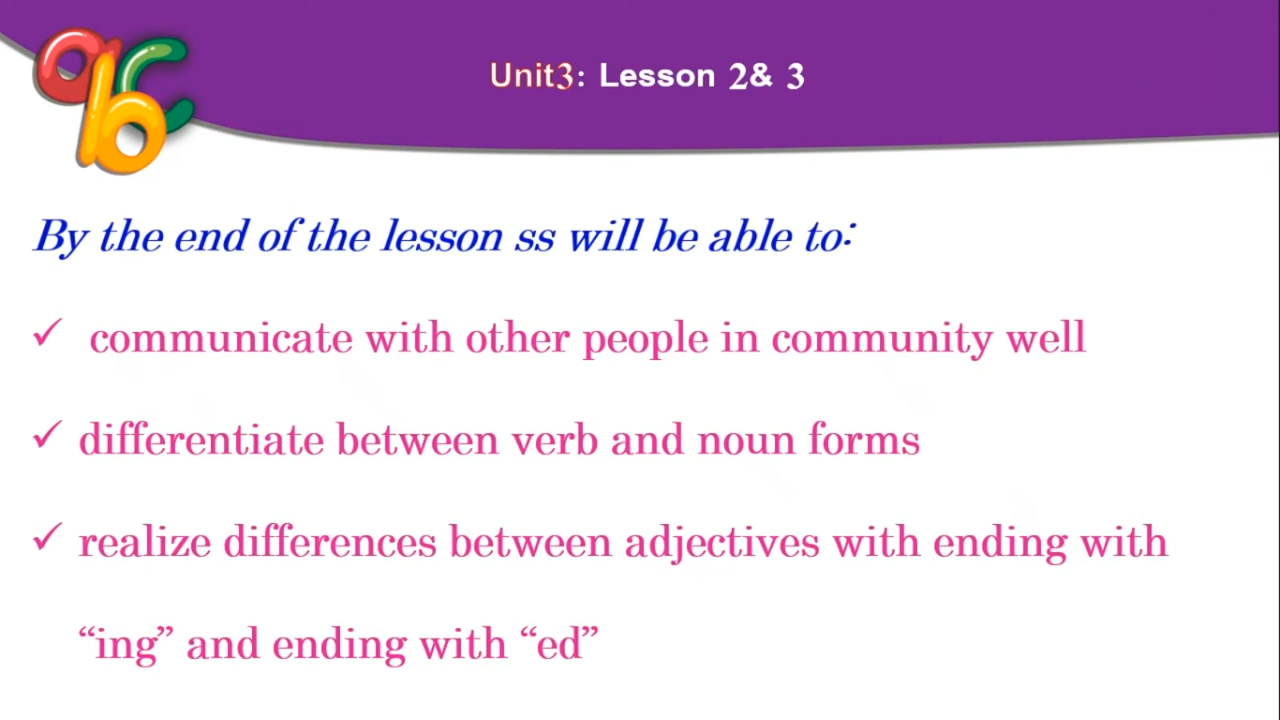 abc
Unit3: Lesson 2& 3
By the end of the lesson ss will be able to:
✓ communicate with other people in community well
✓ differentiate between verb and noun forms
✓ realize differences between adjectives with ending with
“ing” and ending with “ed”